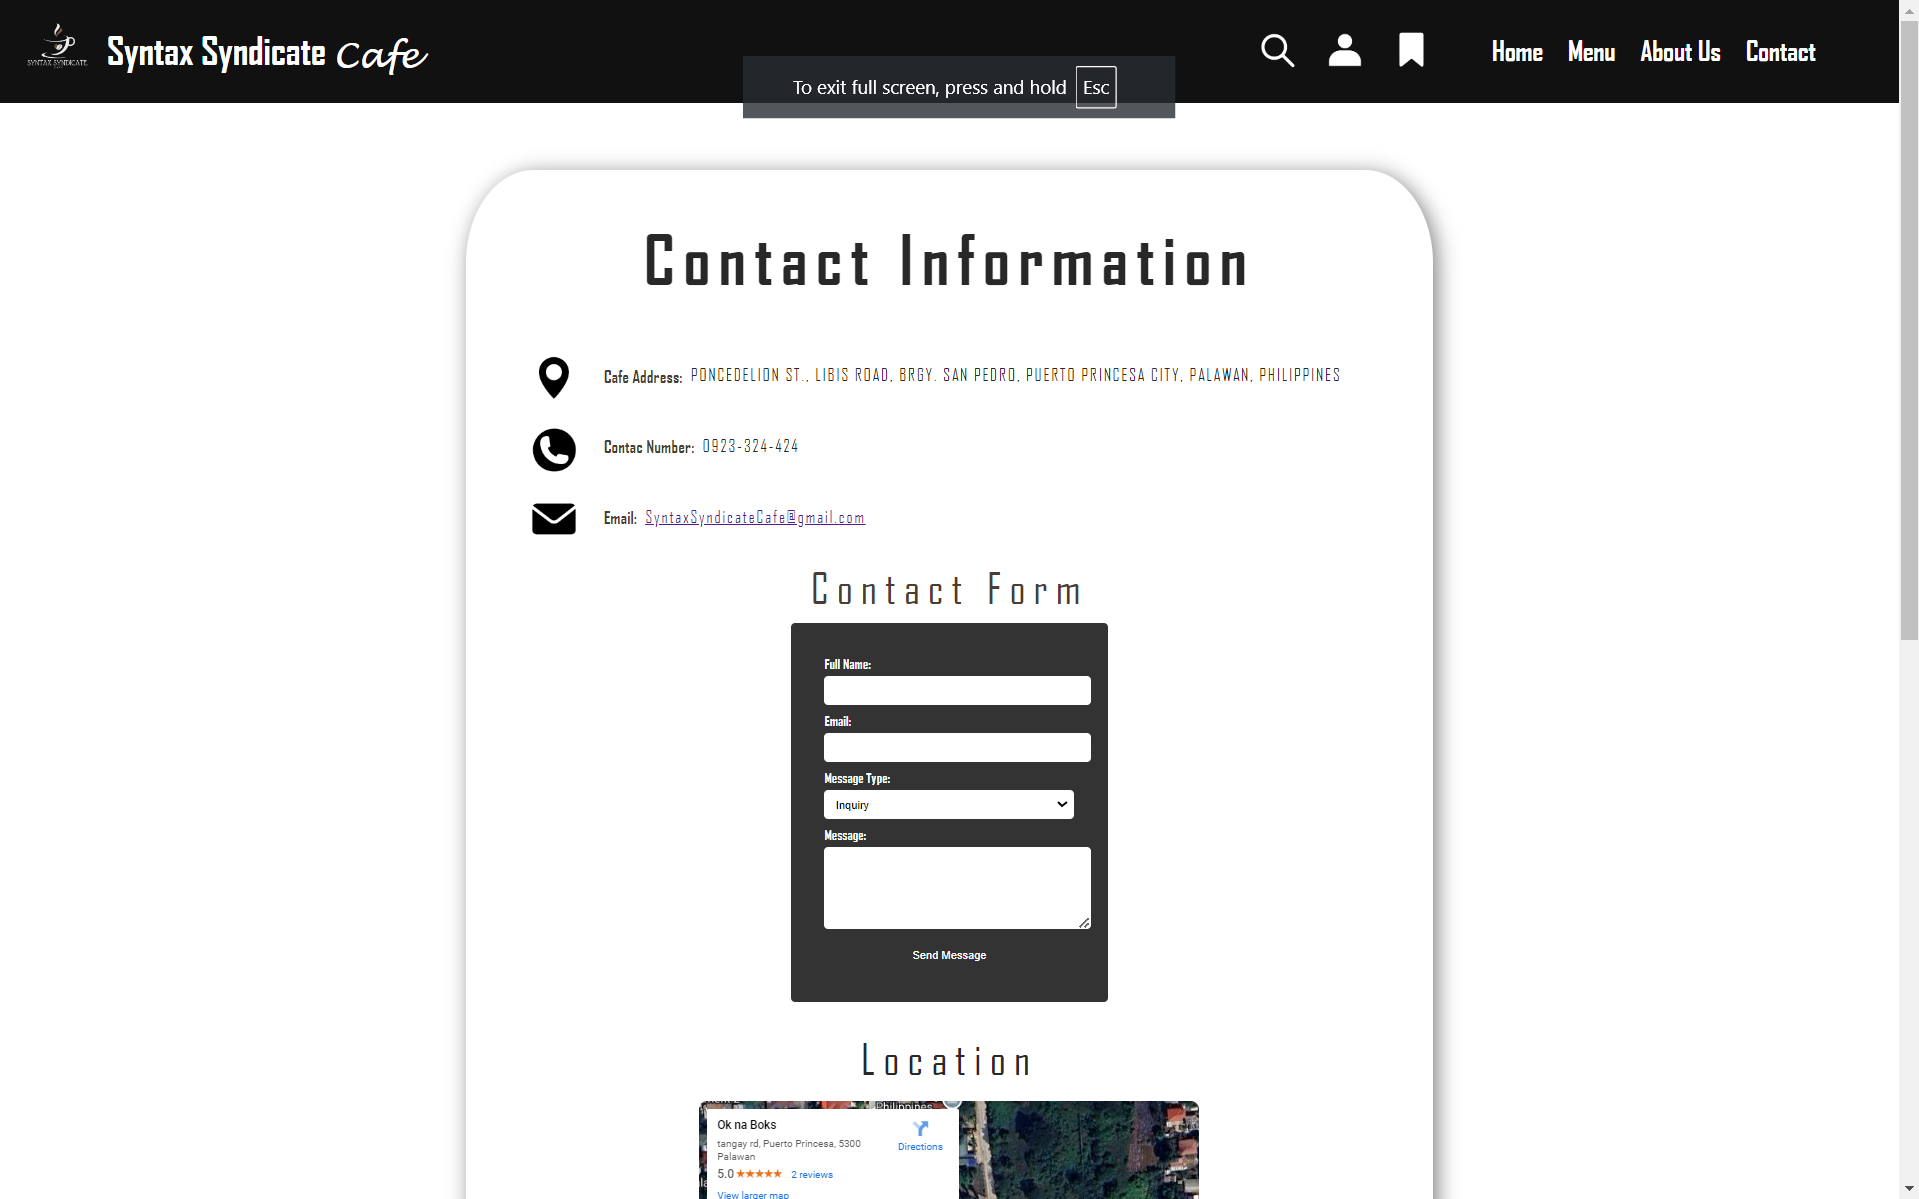 SYNTAX SYNDICATE
Syntax Syndicate Cafe
Home Menu About Us Contact
To exit full screen, press and hold Esc
Contact Information
Cafe Address: PONCEDELION ST., LIBIS ROAD, BRGY. SAN PEDRO, PUERTO PRINCESA CITY, PALAWAN, PHILIPPINES
Contac Number: 0923-324-424
Email: SyntaxSyndicateCafe@gmail.com
Contact Form
Full Name:
Email:
Message Type:
Inquiry
Message:
Send Message
Location
Philippines
Ok na Boks
Directions
tangay rd, Puerto Princesa, 5300
Palawan
5.0 ★★★★★ 2 reviews
View larger map